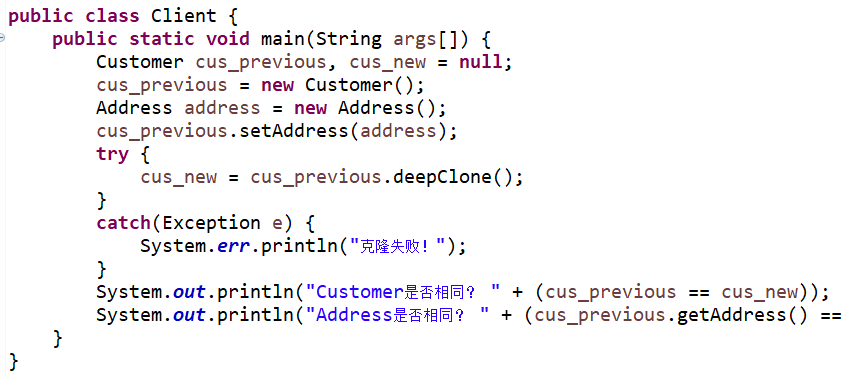 public class Client {
    public static void main(String args[]) {
        Customer cus_previous, cus_new = null;
        cus_previous = new Customer();
        Address address = new Address();
        cus_previous.setAddress(address);
        try {
            cus_new = cus_previous.deepClone();
        }
        catch(Exception e) {
            System.err.println("克隆失败！");
        }
        System.out.println("Customer是否相同？ " + (cus_previous == cus_new));
        System.out.println("Address是否相同？ " + (cus_previous.getAddress() ==
    }
}